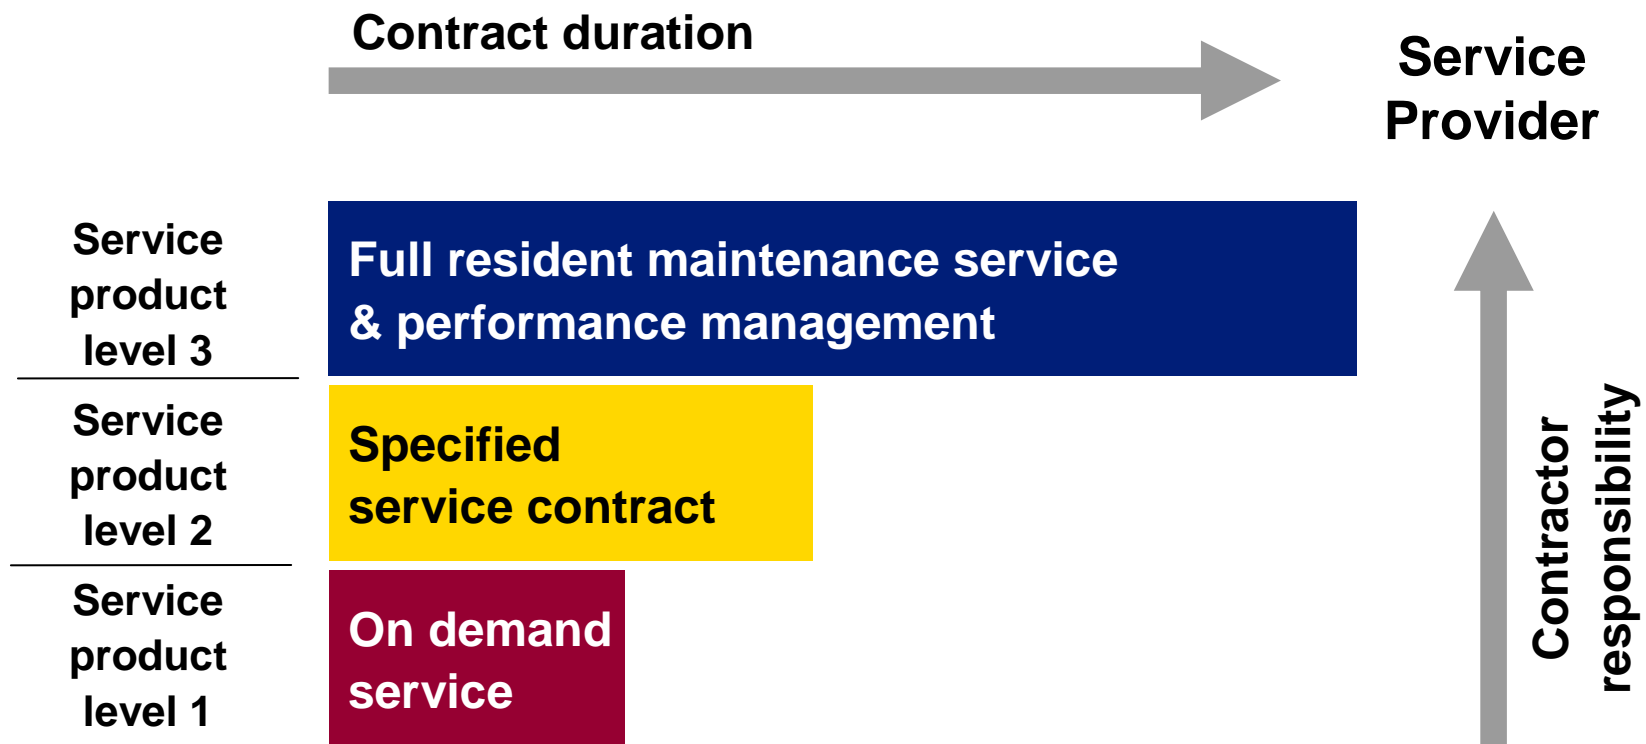 Contract duration
Service
Provider
Service
product
level 3
Full resident maintenance service
& performance management
Service
product
level 2
Specified
service contract
Service
product
level 1
On demand
service
Contractor
responsibility